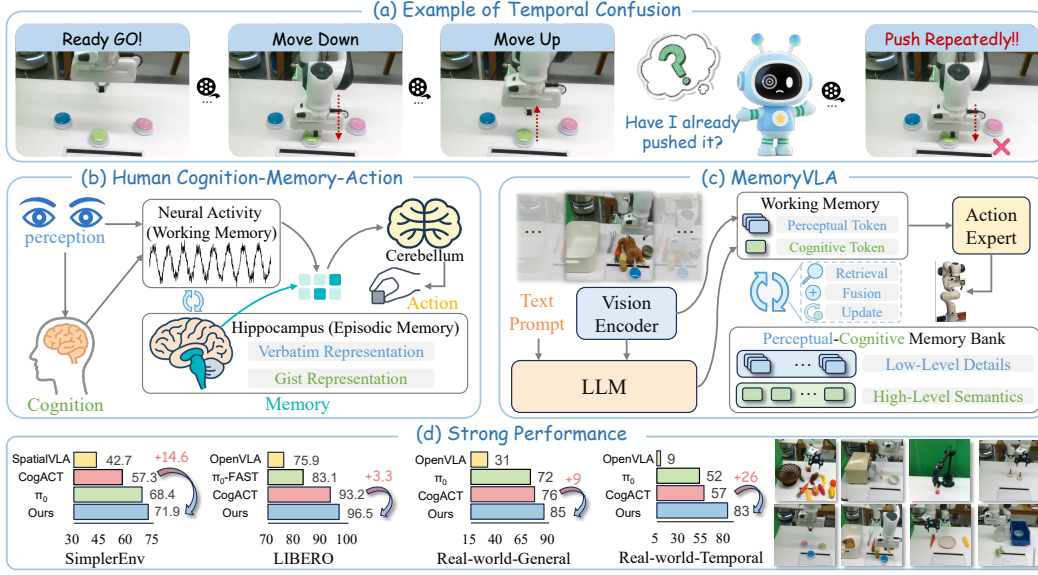 (a) Example of Temporal Confusion
Ready GO!
Move Down
Move Up
Push Repeatedly!!
...
...
...
Have I already
pushed it?
(b) Human Cognition-Memory-Action
perception
Neural Activity
(Working Memory)
Cerebellum
Action
Hippocampus (Episodic Memory)
Verbatim Representation
Gist Representation
Cognition
Memory
(c) MemoryVLA
...
...
Text
Prompt
Vision
Encoder
LLM
Working Memory
Perceptual Token
Cognitive Token
Action
Expert
Retrieval
Fusion
Update
Perceptual-Cognitive Memory Bank
...
Low-Level Details
...
High-Level Semantics
(d) Strong Performance
SpatialVLA 42.7 +14.6
CogACT 57.3
π0 68.4
Ours 71.9
30 45 60 75
SimplerEnv
OpenVLA 75.9
π0-FAST 83.1 +3.3
CogACT 93.2
Ours 96.5
70 80 90 100
LIBERO
OpenVLA 31
π0 72 +9
CogACT 76
Ours 85
15 40 65 90
Real-world-General
OpenVLA 9
π0 52 +26
CogACT 57
Ours 83
5 30 55 80
Real-world-Temporal